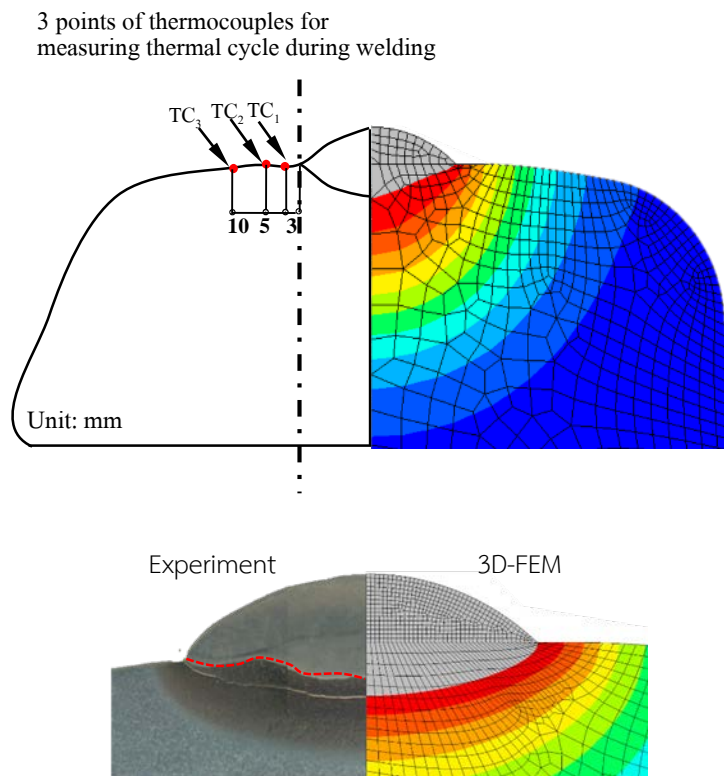 3 points of thermocouples for
measuring thermal cycle during welding
TC3 TC2 TC1
10 5 3
Unit: mm
Experiment 3D-FEM